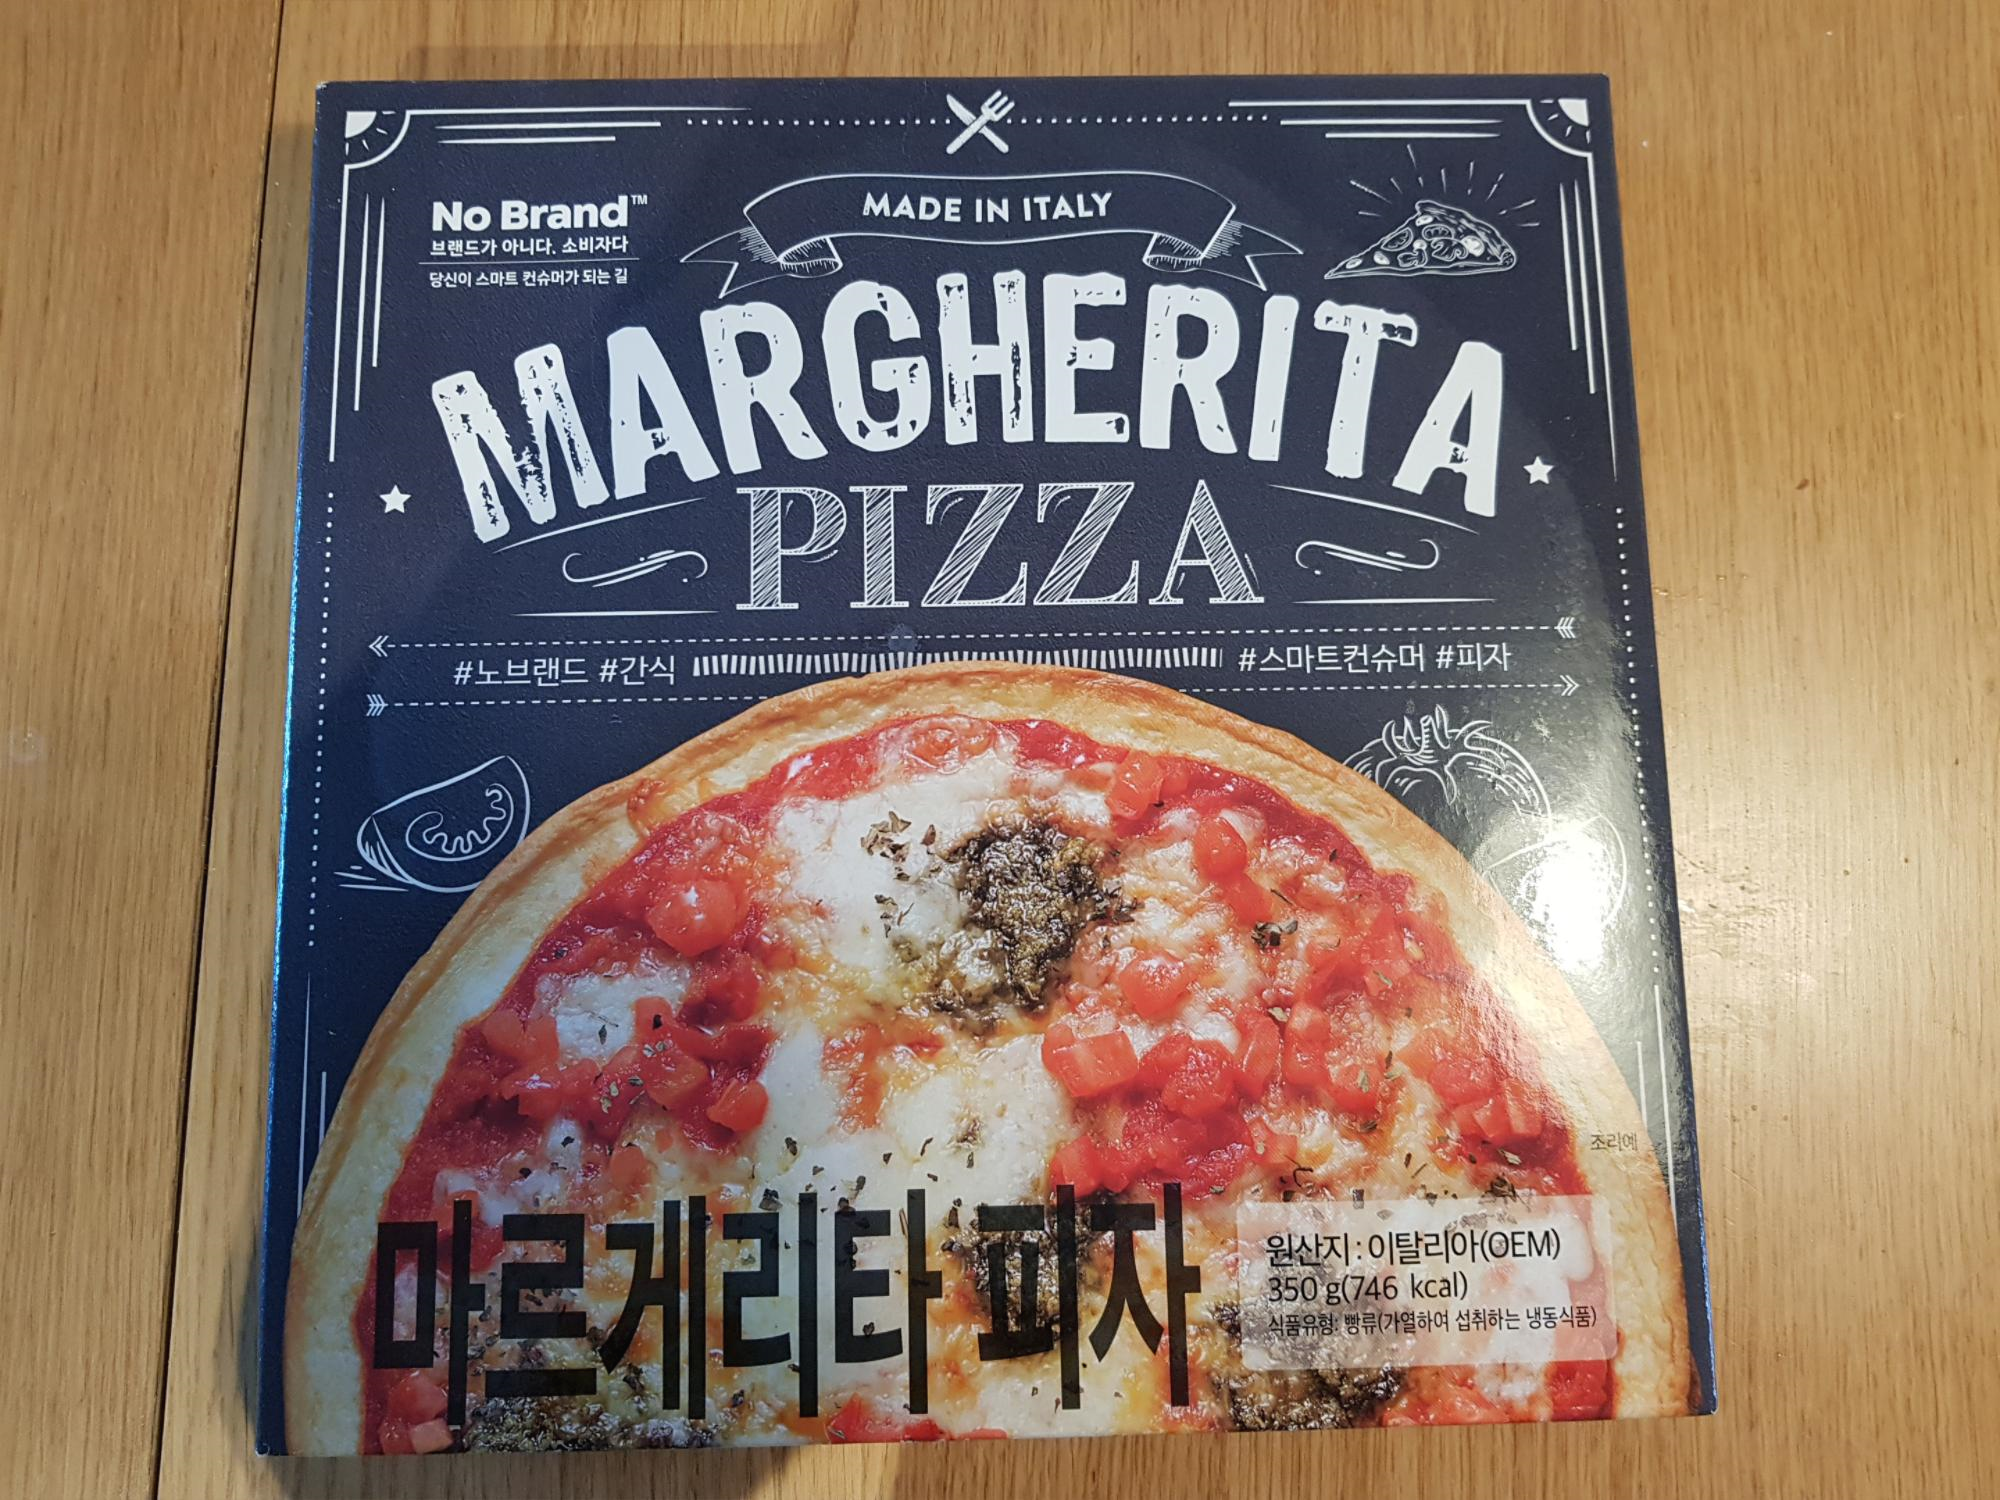 No Brand™
브랜드가 아니다. 소비자다
당신이 스마트 컨슈머가 되는 길
MADE IN ITALY
MARGHERITA
PIZZA
#노브랜드 #간식 #스마트컨슈머 #피자
조리예
마르게리타 피자
원산지 : 이탈리아(OEM)
350 g(746 kcal)
식품유형: 빵류(가열하여 섭취하는 냉동식품)